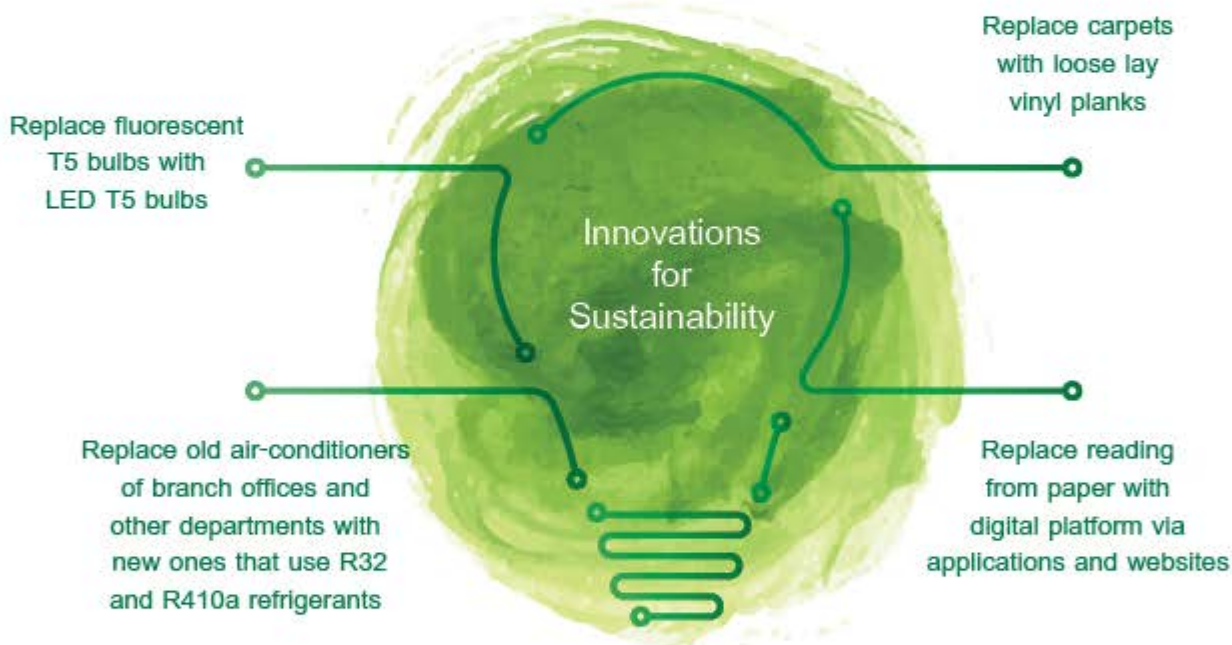 Replace carpets
with loose lay
vinyl planks
Replace fluorescent
T5 bulbs with
LED T5 bulbs
Innovations
for
Sustainability
Replace old air-conditioners
of branch offices and
other departments with
new ones that use R32
and R410a refrigerants
Replace reading
from paper with
digital platform via
applications and websites